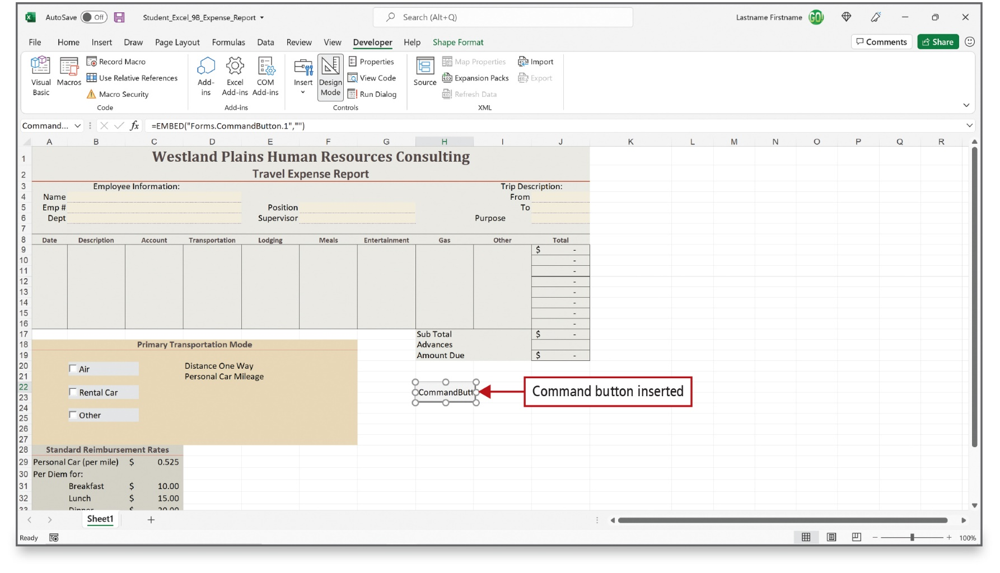 AutoSave Off Student_Excel_9B_Expense_Report Search (Alt+Q) Lastname Firstname GO!
File Home Insert Draw Page Layout Formulas Data Review View Developer Help Shape Format Comments Share
Visual Basic
Macros
Record Macro
Use Relative References
Macro Security
Code
Add-ins
Excel Add-ins
COM Add-ins
Add-ins
Insert
Design Mode
Properties
View Code
Run Dialog
Controls
Source
Map Properties
Expansion Packs
Refresh Data
Import
Export
XML
Command... fx =EMBED("Forms.CommandButton.1","")
A B C D E F G H I J K L M N O P Q R
1 Westland Plains Human Resources Consulting
2 Travel Expense Report
3 Employee Information: Trip Description:
4 Name From
5 Emp # Position To
6 Dept Supervisor Purpose
7
8 Date Description Account Transportation Lodging Meals Entertainment Gas Other Total
9 $ -
10 -
11 -
12 -
13 -
14 -
15 -
16 -
17 Sub Total $ -
18 Primary Transportation Mode Advances
19 Amount Due $ -
20 Air Distance One Way
21 Personal Car Mileage
22 CommandButt Command button inserted
23 Rental Car
24
25 Other
26
27
28 Standard Reimbursement Rates
29 Personal Car (per mile) $ 0.525
30 Per Diem for:
31 Breakfast $ 10.00
32 Lunch $ 15.00
33 Dinner $ 20.00
Sheet1
Ready 100%